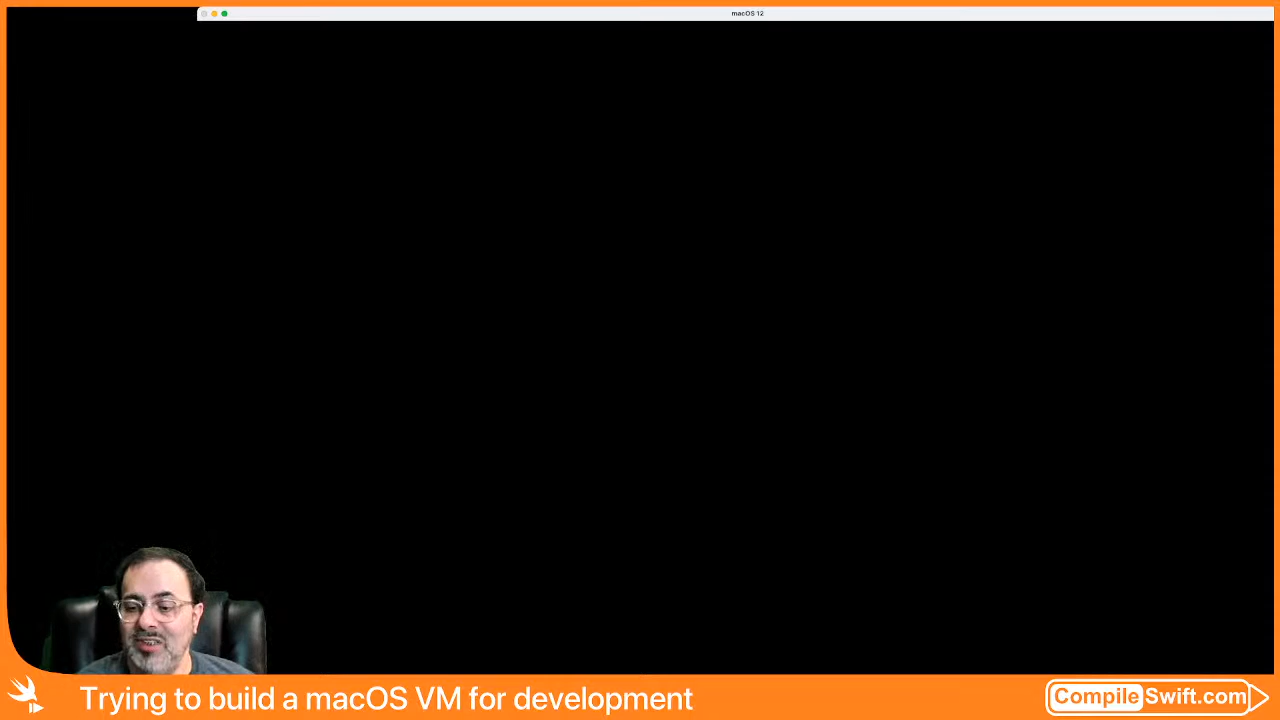 macOS 12
Trying to build a macOS VM for development
CompileSwift.com